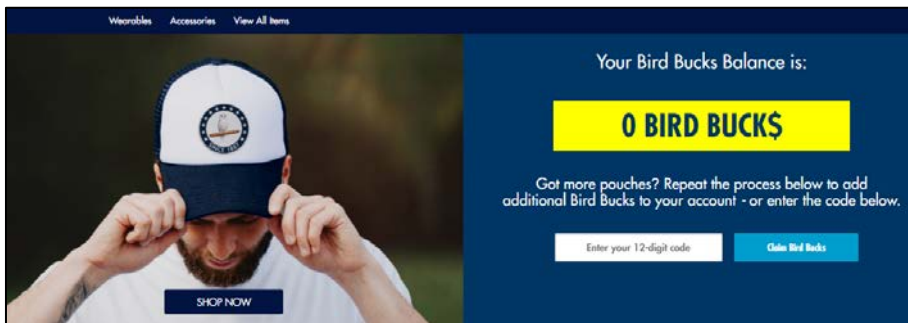 Wearables Accessories View All Items
Your Bird Bucks Balance is:
0 BIRD BUCK$
Got more pouches? Repeat the process below to add
additional Bird Bucks to your account - or enter the code below.
Enter your 12-digit code
Claim Bird Bucks
SINCE 1987
SHOP NOW